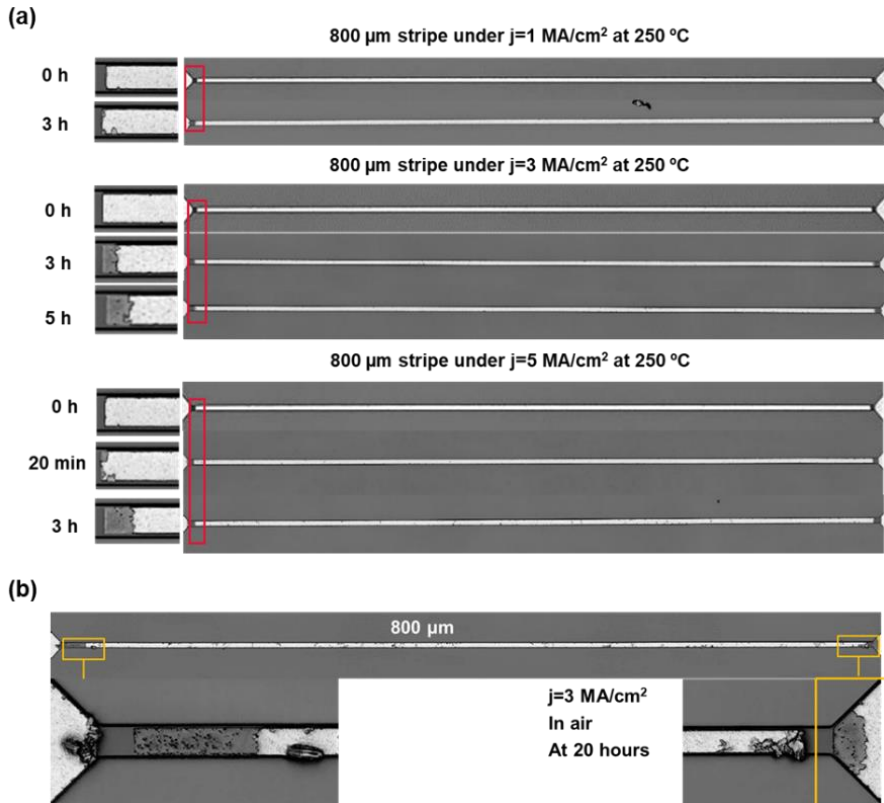 (a)
800 µm stripe under j=1 MA/cm² at 250 ºC
0 h
3 h
800 µm stripe under j=3 MA/cm² at 250 ºC
0 h
3 h
5 h
800 µm stripe under j=5 MA/cm² at 250 ºC
0 h
20 min
3 h
(b)
800 µm
j=3 MA/cm²
In air
At 20 hours